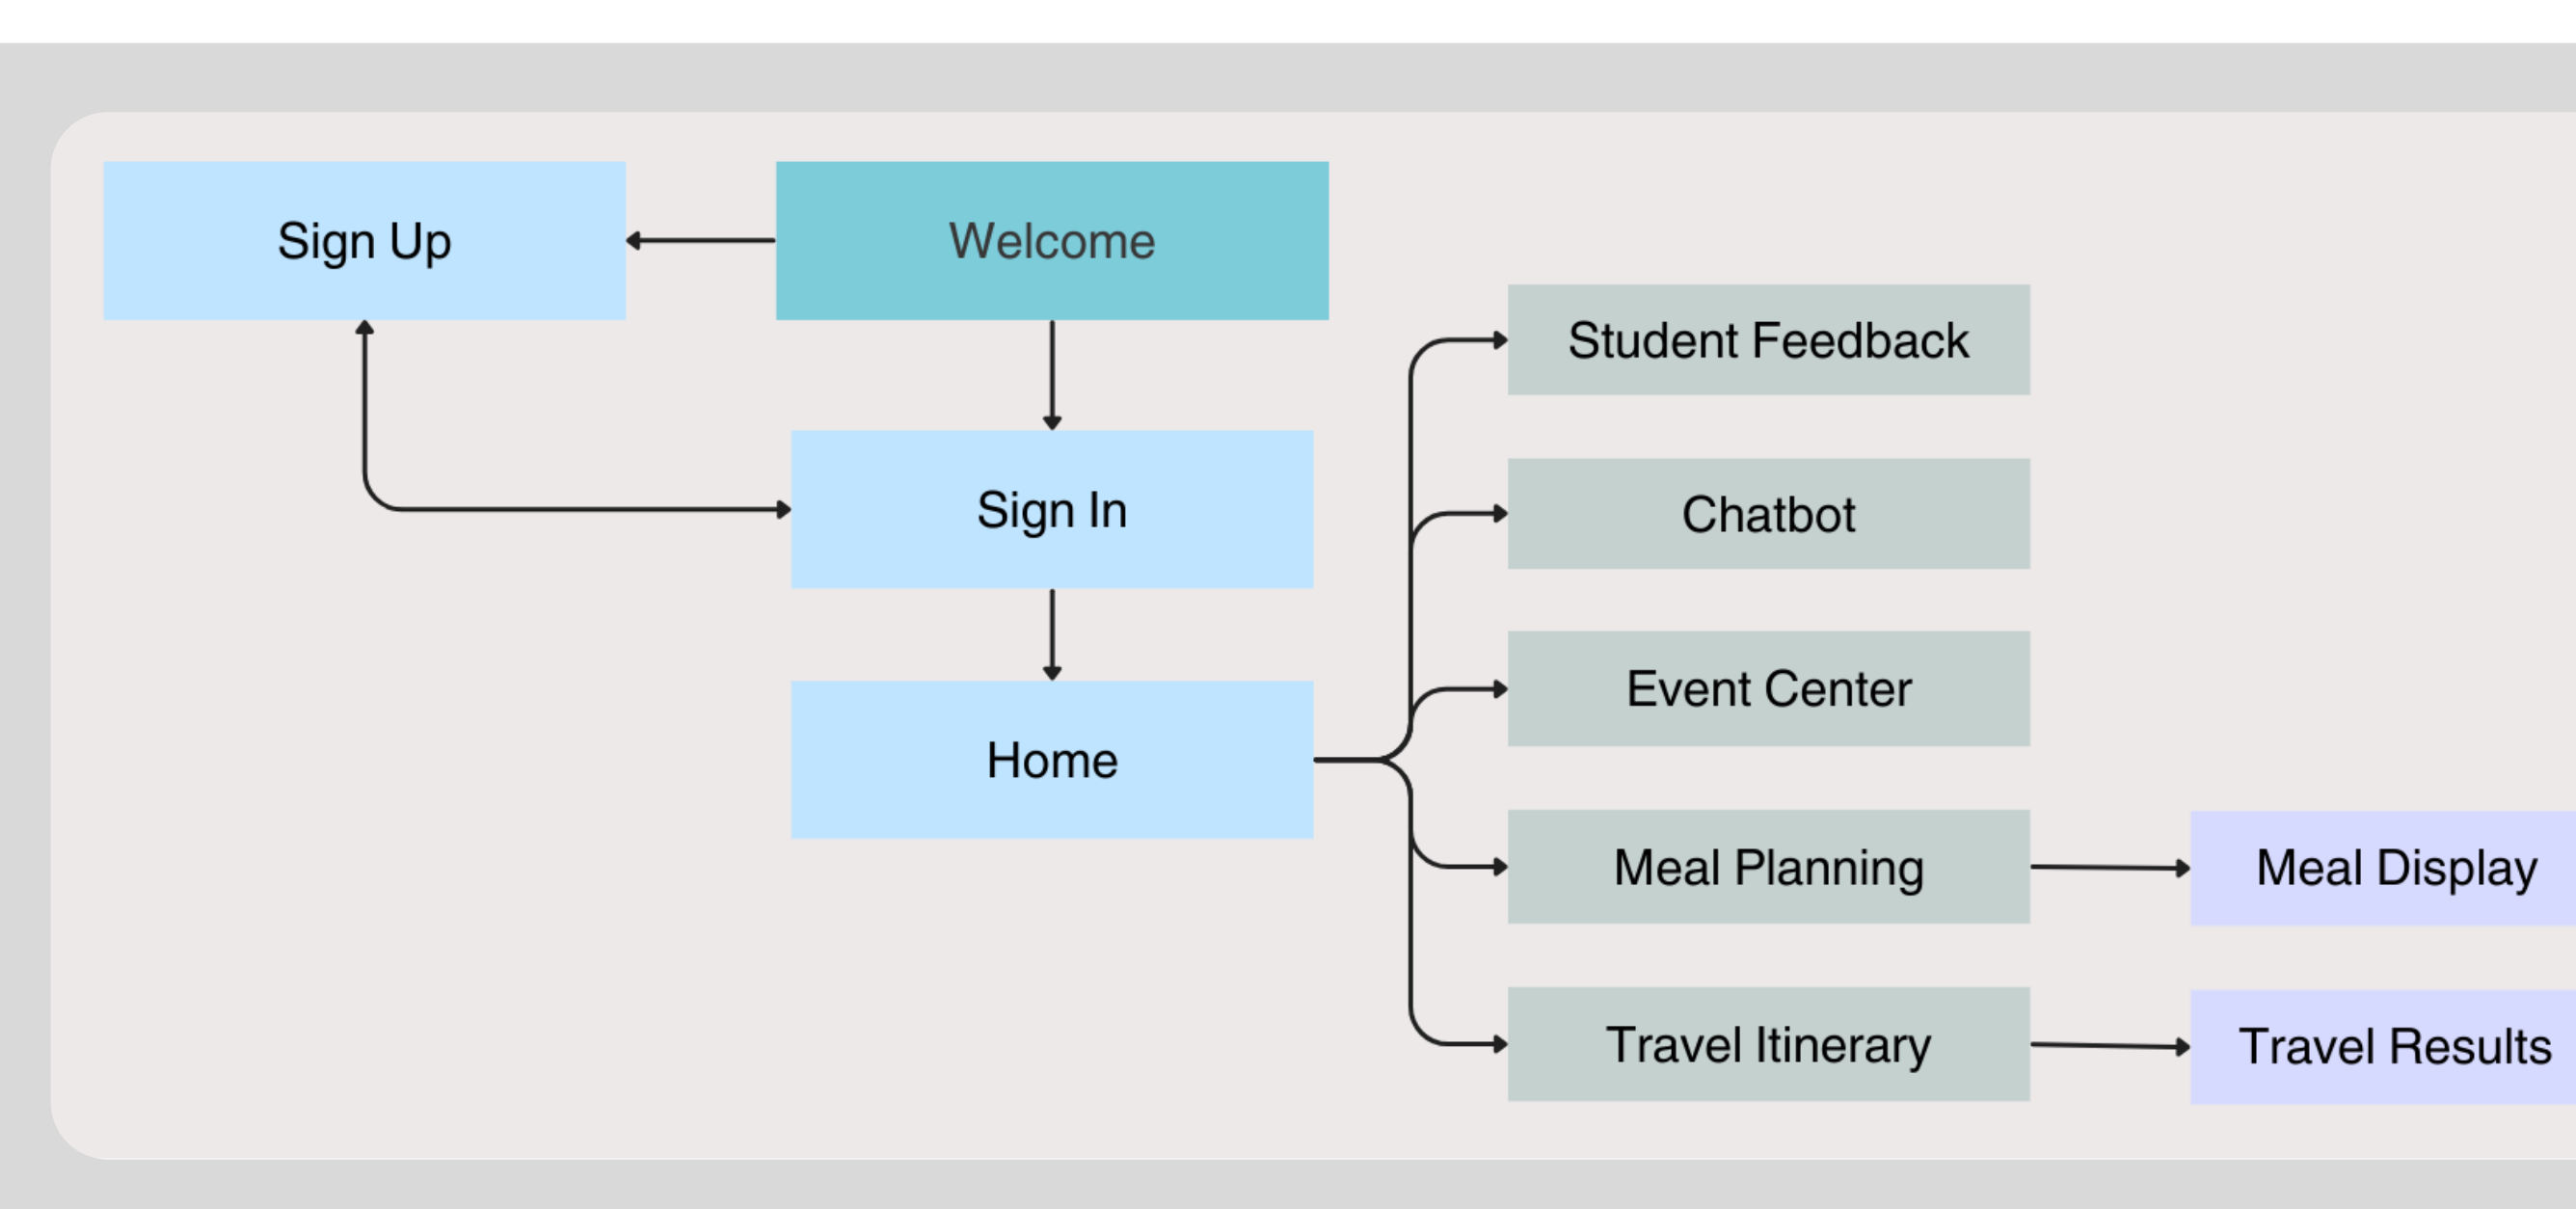 Sign Up
Welcome
Sign In
Home
Student Feedback
Chatbot
Event Center
Meal Planning
Meal Display
Travel Itinerary
Travel Results